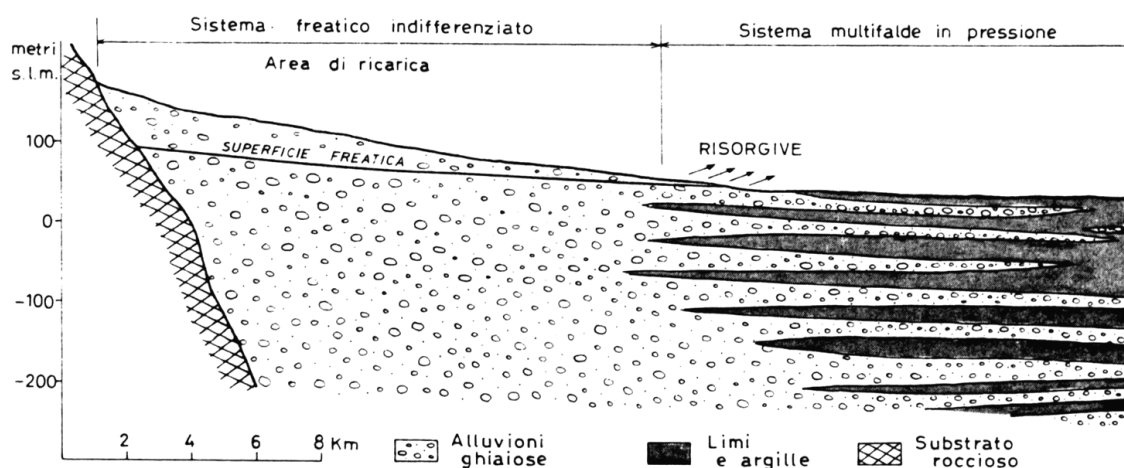 Sistema freatico indifferenziato
Sistema multifalde in pressione
metri
s.l.m.
Area di ricarica
100
SUPERFICIE FREATICA
RISORGIVE
0
-100
-200
2 4 6 8 Km
Alluvioni
ghiaiose
Limi
e argille
Substrato
roccioso